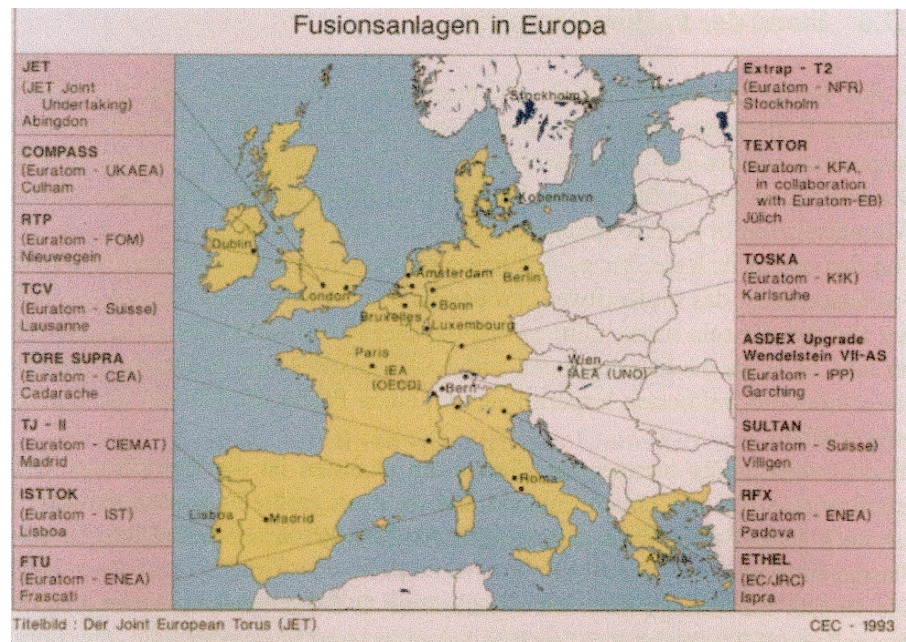 Fusionsanlagen in Europa
JET
(JET Joint
Undertaking)
Abingdon
COMPASS
(Euratom - UKAEA)
Culham
RTP
(Euratom - FOM)
Nieuwegein
TCV
(Euratom - Suisse)
Lausanne
TORE SUPRA
(Euratom - CEA)
Cadarache
TJ - II
(Euratom - CIEMAT)
Madrid
ISTTOK
(Euratom - IST)
Lisboa
FTU
(Euratom - ENEA)
Frascati
Stockholm
København
Dublin
Amsterdam
Berlin
London
Bonn
Bruxelles
Luxembourg
Paris
IEA
(OECD)
Wien
IAEA (UNO)
Bern
Roma
Lisboa
Madrid
Extrap - T2
(Euratom - NFR)
Stockholm
TEXTOR
(Euratom - KFA,
in collaboration
with Euratom-EB)
Jülich
TOSKA
(Euratom - KfK)
Karlsruhe
ASDEX Upgrade
Wendelstein VII-AS
(Euratom - IPP)
Garching
SULTAN
(Euratom - Suisse)
Villigen
RFX
(Euratom - ENEA)
Padova
ETHEL
(EC/JRC)
Ispra
Titelbild : Der Joint European Torus (JET)
CEC - 1993